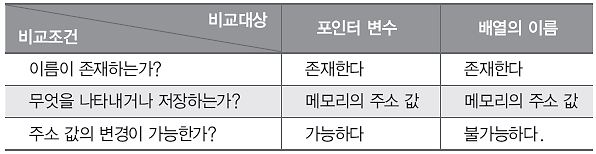 비교대상
비교조건 포인터 변수 배열의 이름
이름이 존재하는가? 존재한다 존재한다
무엇을 나타내거나 저장하는가? 메모리의 주소 값 메모리의 주소 값
주소 값의 변경이 가능한가? 가능하다 불가능하다.